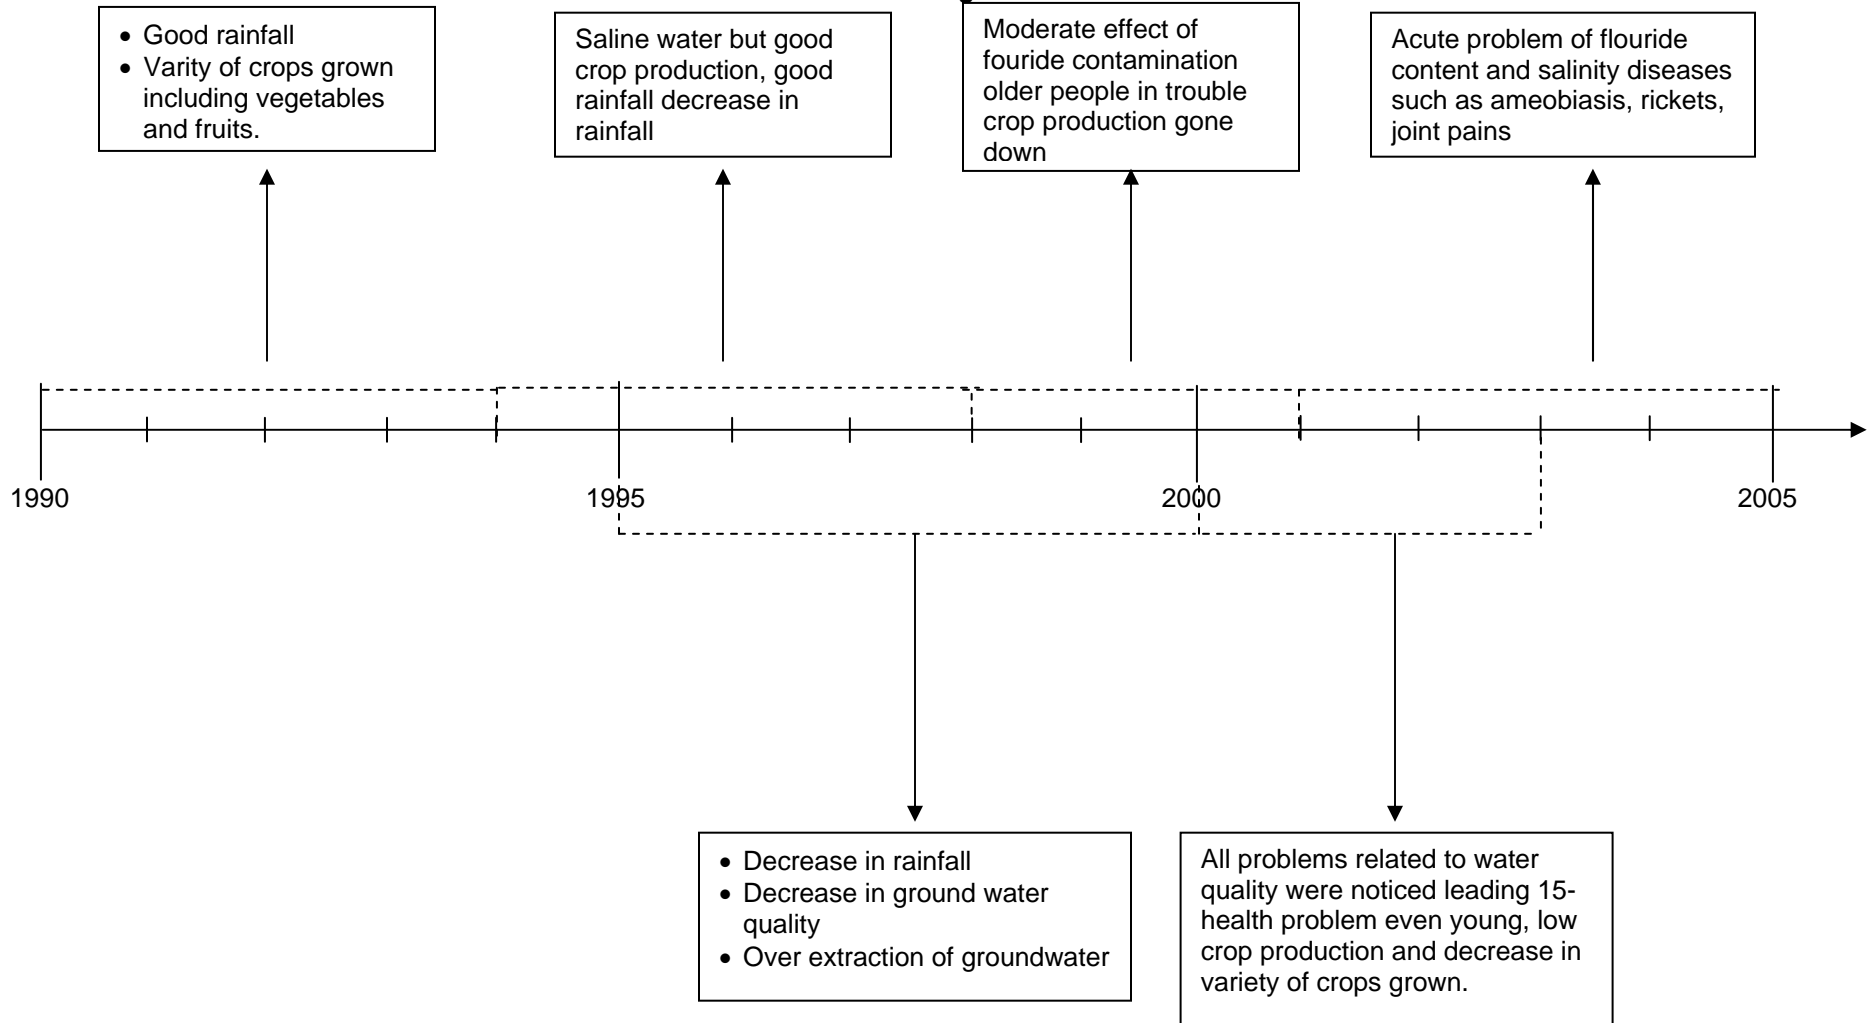 • Good rainfall
• Varity of crops grown
including vegetables
and fruits.
Saline water but good
crop production, good
rainfall decrease in
rainfall
Moderate effect of
fouride contamination
older people in trouble
crop production gone
down
Acute problem of flouride
content and salinity diseases
such as ameobiasis, rickets,
joint pains
1990
1995
2000
2005
• Decrease in rainfall
• Decrease in ground water
quality
• Over extraction of groundwater
All problems related to water
quality were noticed leading 15-
health problem even young, low
crop production and decrease in
variety of crops grown.